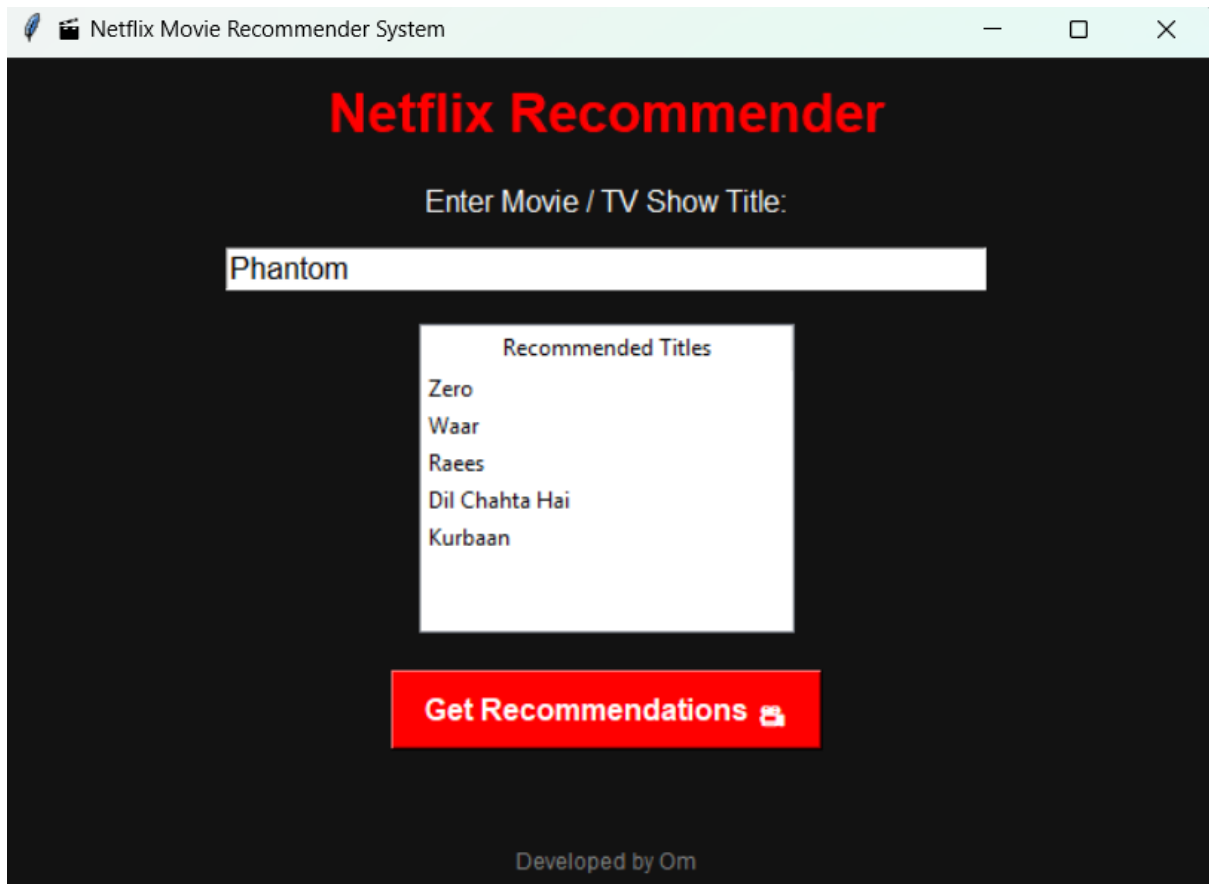 Netflix Movie Recommender System
Netflix Recommender
Enter Movie / TV Show Title:
Phantom
Recommended Titles
Zero
Waar
Raees
Dil Chahta Hai
Kurbaan
Get Recommendations
Developed by Om